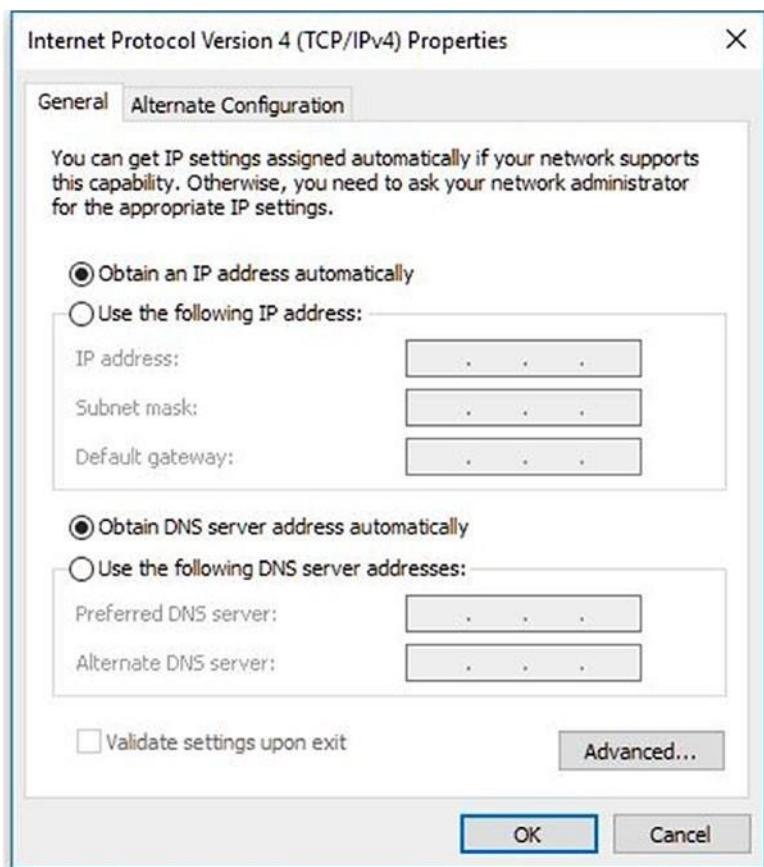 Internet Protocol Version 4 (TCP/IPv4) Properties
General
Alternate Configuration
You can get IP settings assigned automatically if your network supports
this capability. Otherwise, you need to ask your network administrator
for the appropriate IP settings.
Obtain an IP address automatically
Use the following IP address:
IP address:
Subnet mask:
Default gateway:
Obtain DNS server address automatically
Use the following DNS server addresses:
Preferred DNS server:
Alternate DNS server:
Validate settings upon exit
Advanced...
OK
Cancel